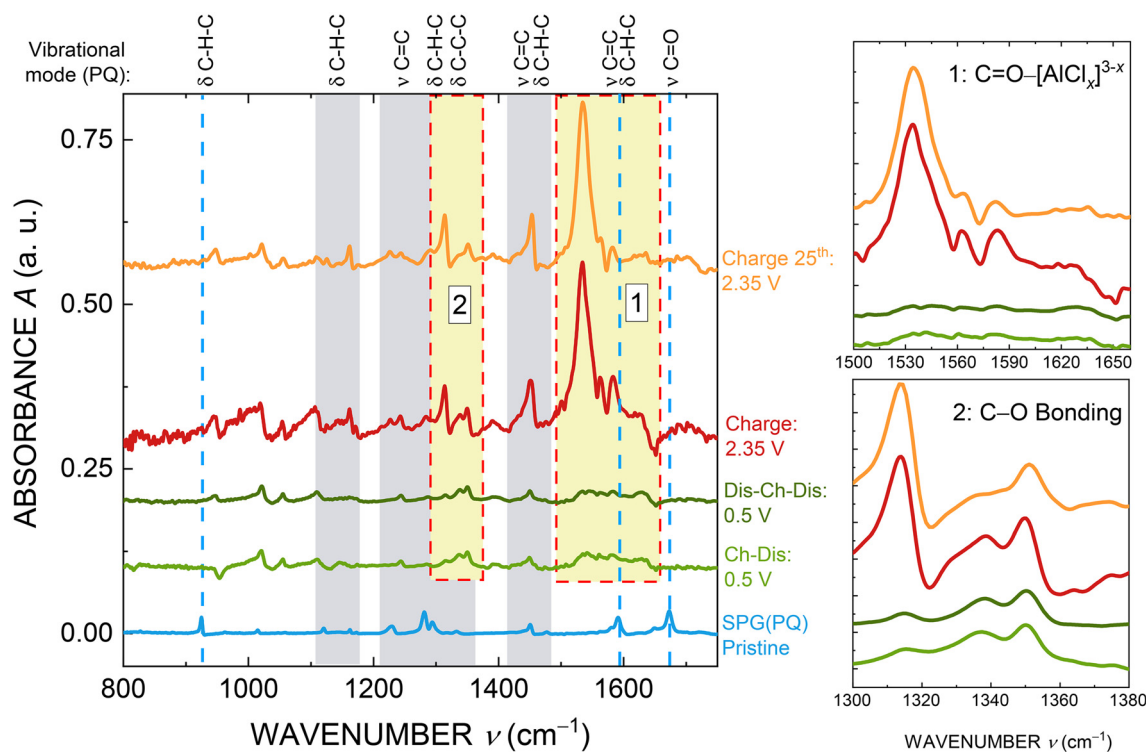 Vibrational
mode (PQ):
δ C-H-C
δ C-H-C
ν C=C
δ C-H-C
δ C-C-C
ν C=C
δ C-H-C
ν C=C
δ C-H-C
ν C=O
ABSORBANCE A (a. u.)
0.75
0.50
0.25
0.00
2
1
Charge 25th:
2.35 V
Charge:
2.35 V
Dis-Ch-Dis:
0.5 V
Ch-Dis:
0.5 V
SPG(PQ)
Pristine
800 1000 1200 1400 1600
WAVENUMBER ν (cm⁻¹)
1: C=O–[AlClₓ]³⁻ˣ
1500 1530 1560 1590 1620 1650
2: C–O Bonding
1300 1320 1340 1360 1380
WAVENUMBER ν (cm⁻¹)